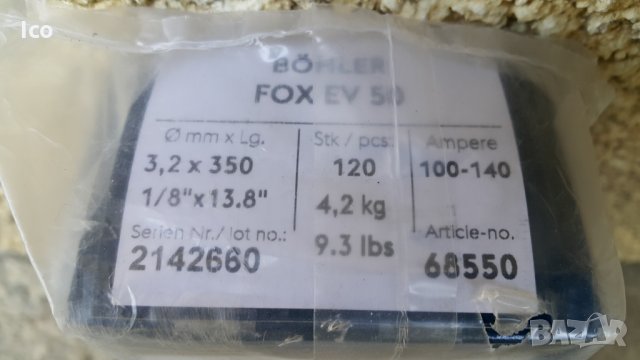 Ico
BÖHLER
FOX EV 50
Ø mm x Lg.
3,2 x 350
1/8"x13.8"
Stk / pcs:
120
4,2 kg
9.3 lbs
Ampere
100-140
Serien Nr./ lot no.:
2142660
Article-no.
68550
BAZAR